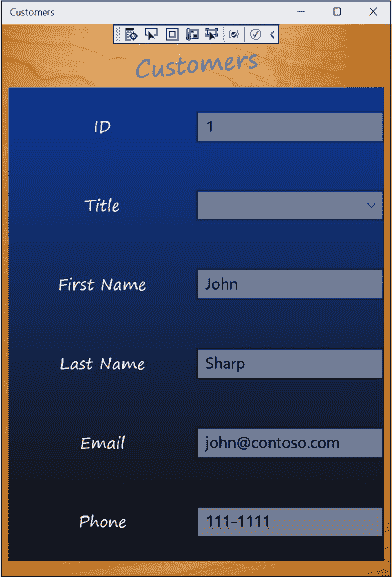 Customers
Customers
ID
1
Title
First Name
John
Last Name
Sharp
Email
john@contoso.com
Phone
111-1111